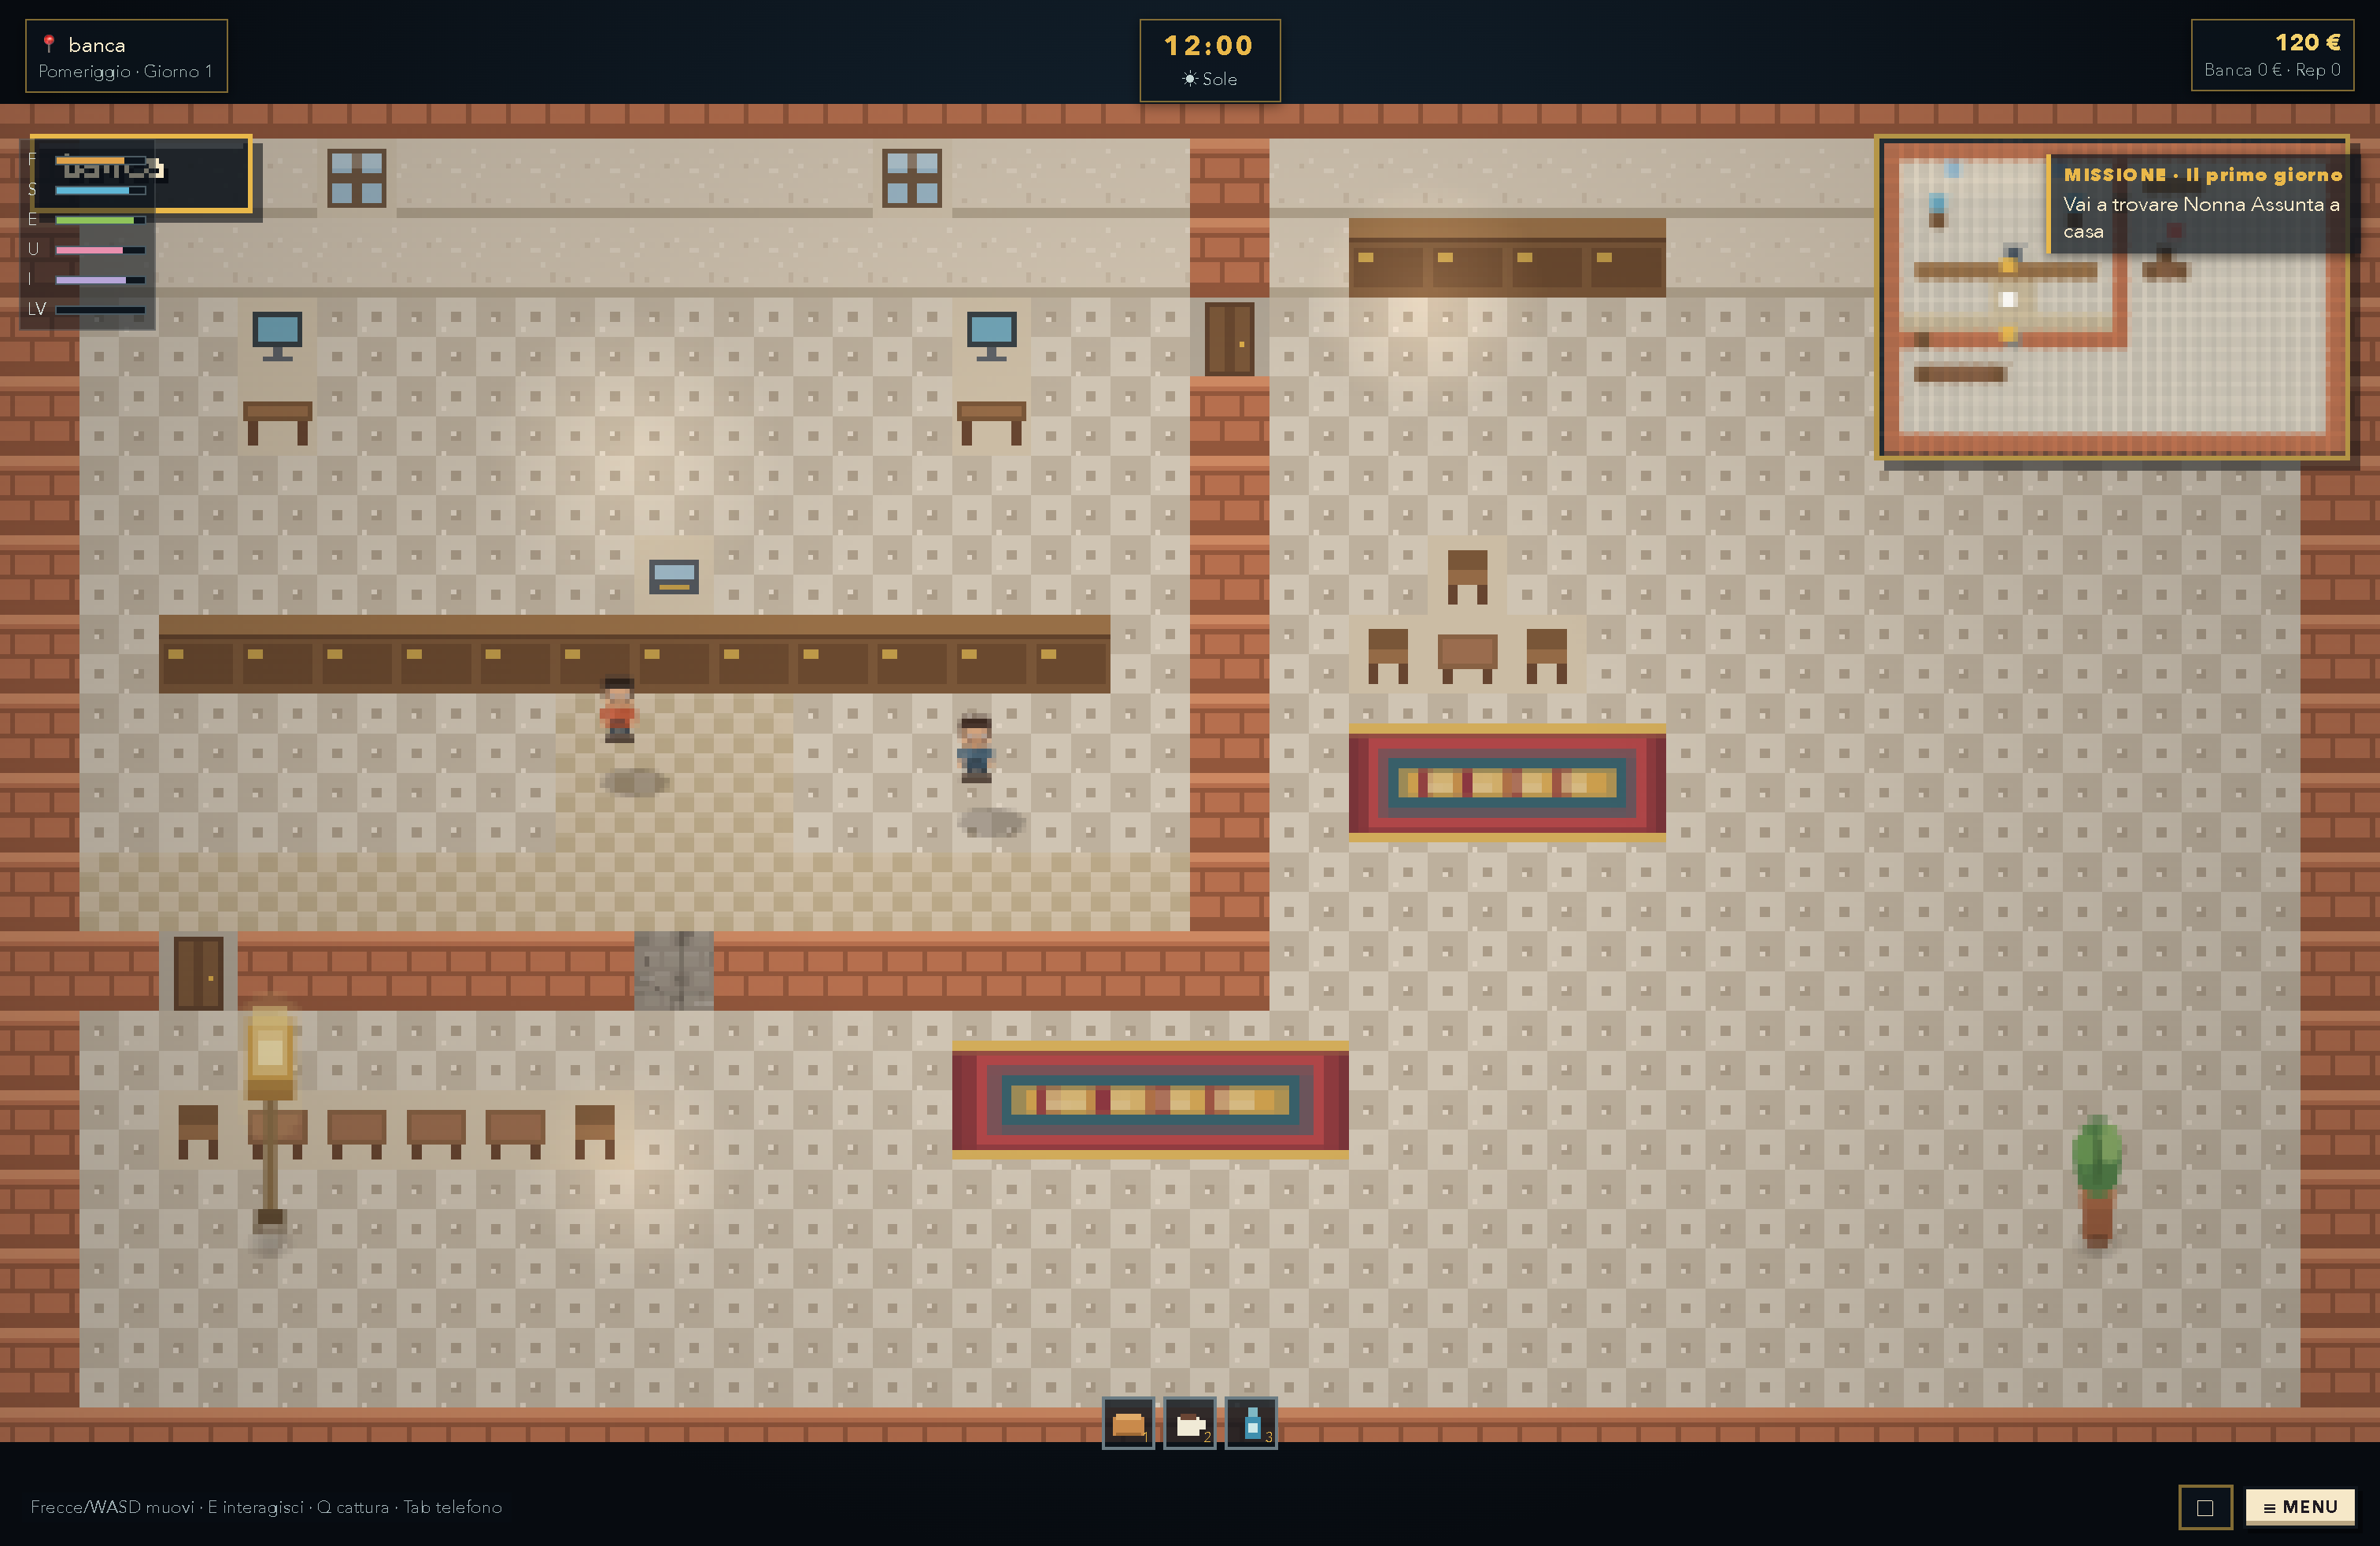 📍 banca
Pomeriggio · Giorno 1
12:00
☀ Sole
120 €
Banca 0 € · Rep 0
F
S
E
U
I
LV
MISSIONE · Il primo giorno
Vai a trovare Nonna Assunta a
casa
1
2
3
Frecce/WASD muovi · E interagisci · Q cattura · Tab telefono
≡ MENU